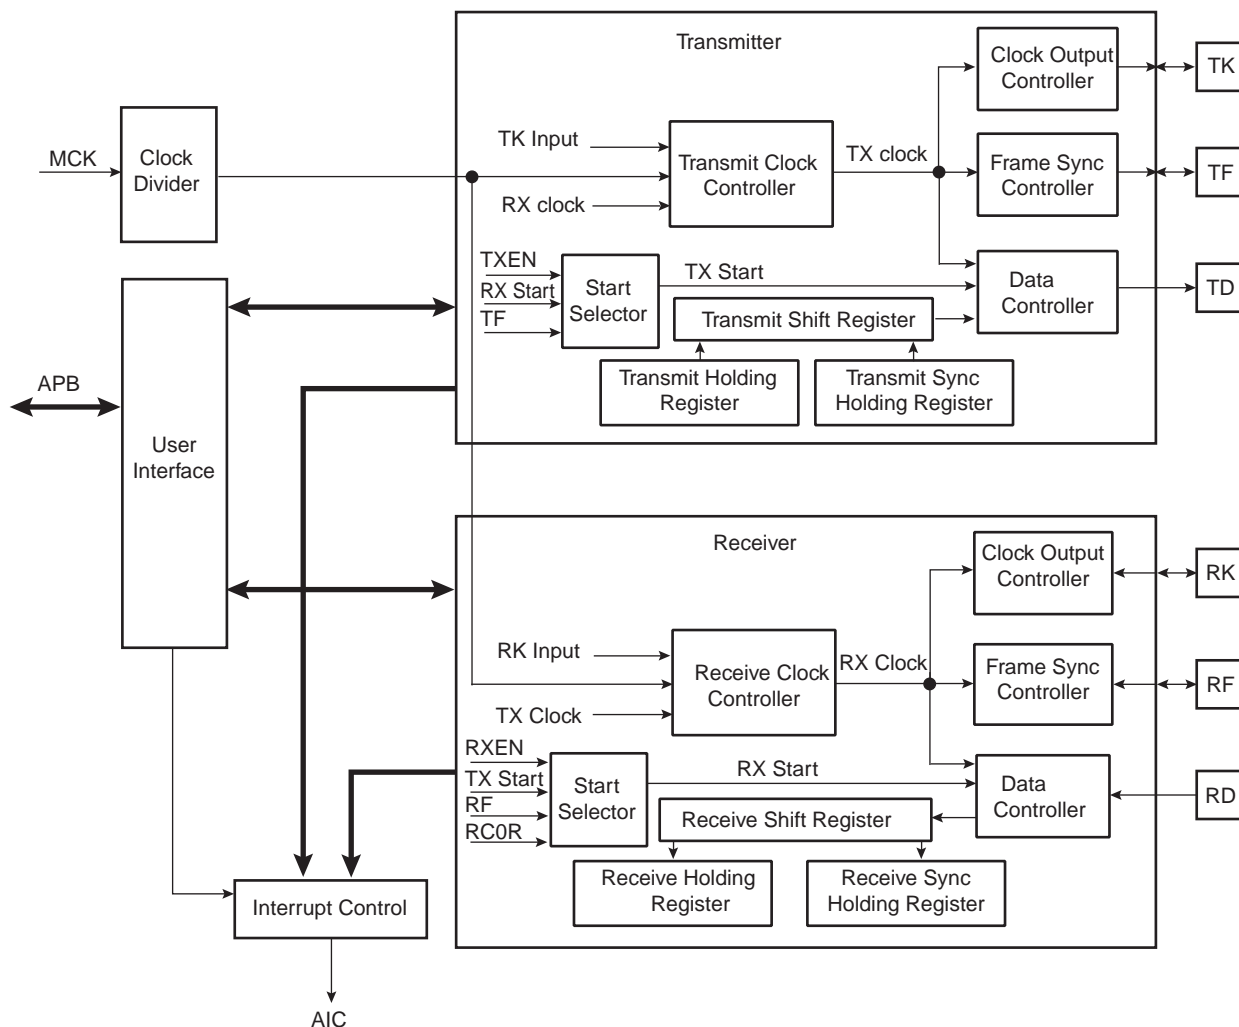 Transmitter
Clock Output
Controller
TK
MCK
Clock
Divider
TK Input
Transmit Clock
Controller
TX clock
Frame Sync
Controller
TF
RX clock
TXEN
RX Start
TF
Start
Selector
TX Start
Data
Controller
TD
Transmit Shift Register
Transmit Holding
Register
Transmit Sync
Holding Register
APB
User
Interface
Receiver
Clock Output
Controller
RK
RK Input
Receive Clock
Controller
RX Clock
Frame Sync
Controller
RF
TX Clock
RXEN
TX Start
RF
RC0R
Start
Selector
RX Start
Data
Controller
RD
Receive Shift Register
Receive Holding
Register
Receive Sync
Holding Register
Interrupt Control
AIC